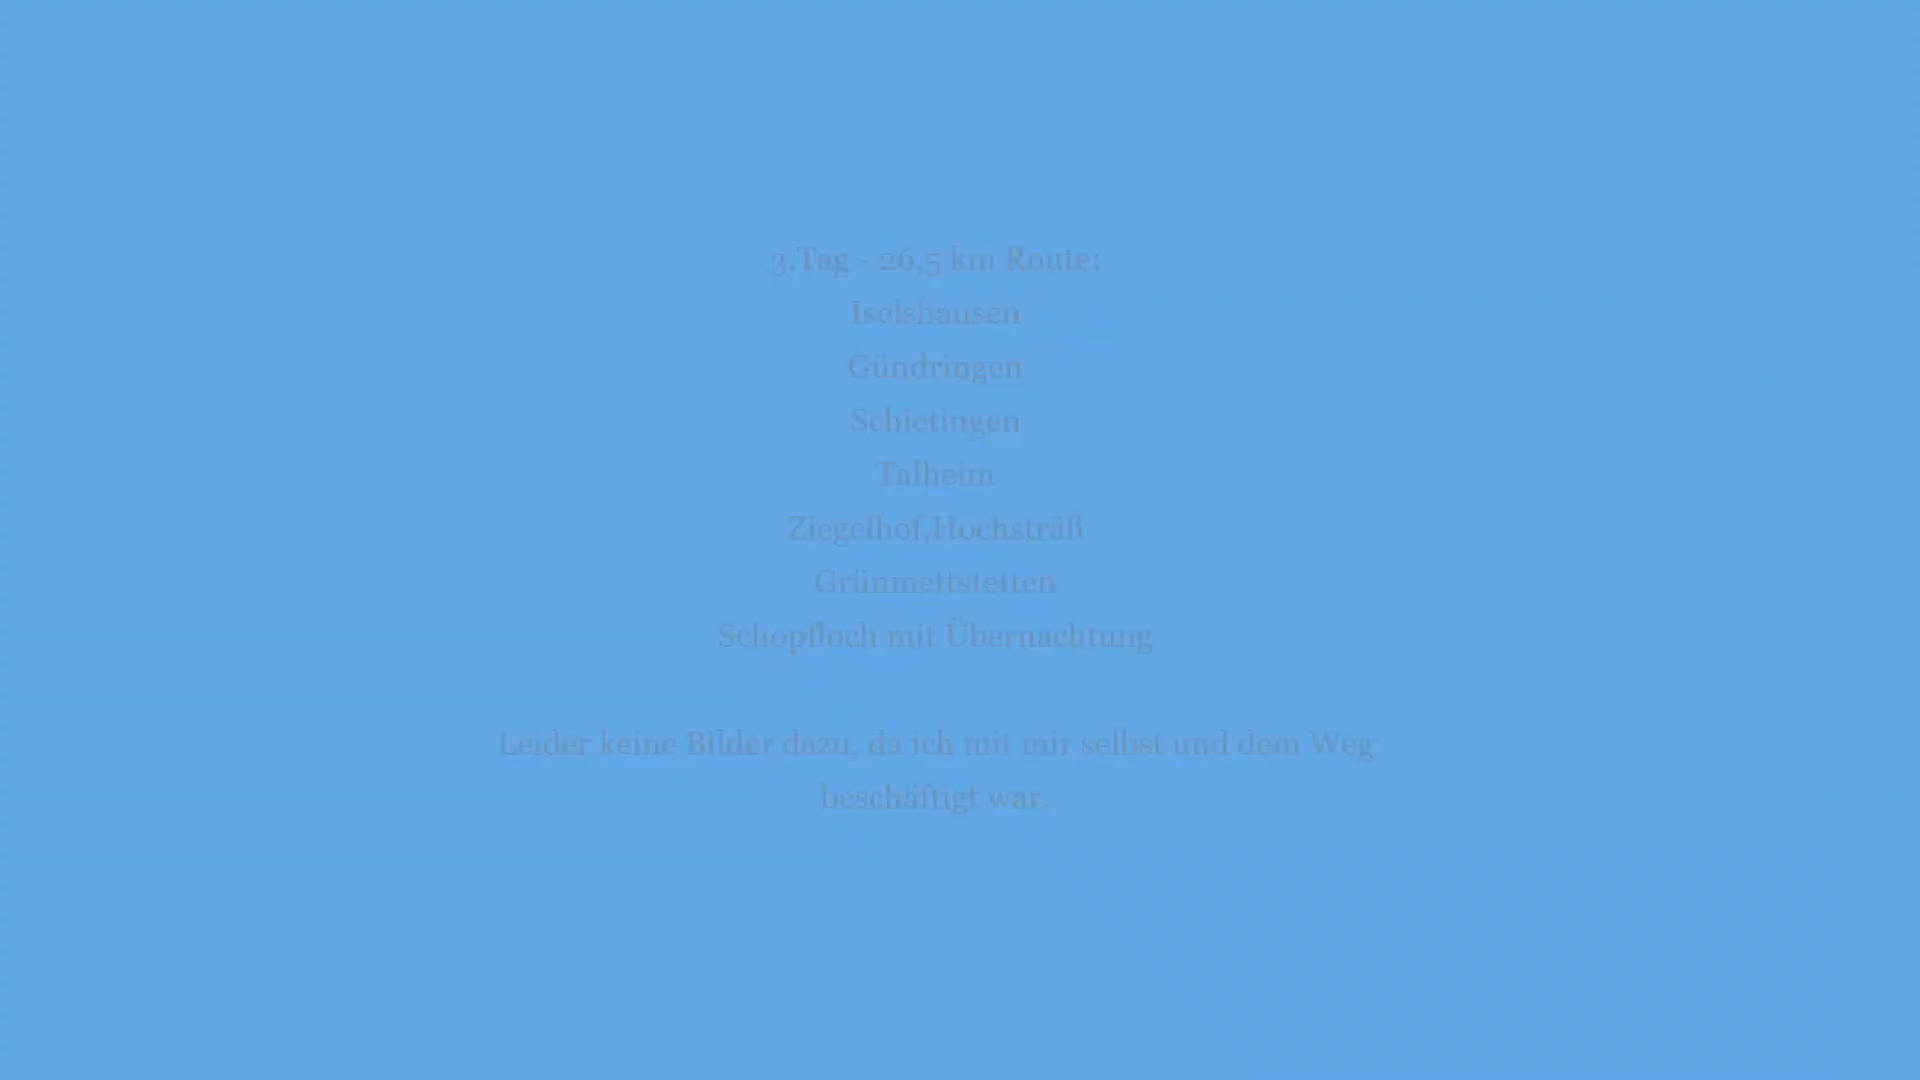 3.Tag - 26,5 km Route:
Iselshausen
Gündringen
Schietingen
Talheim
Ziegelhof,Hochsträß
Grünmettstetten
Schopfloch mit Übernachtung
Leider keine Bilder dazu, da ich mit mir selbst und dem Weg
beschäftigt war.